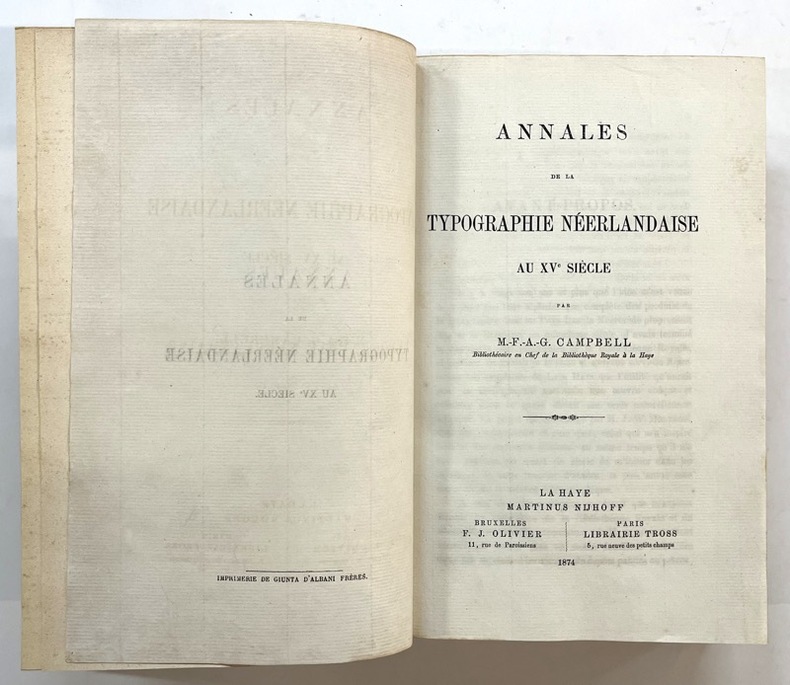 IMPRIMERIE DE GIUNTA D'ALBANI FRÈRES.
ANNALES
DE LA
TYPOGRAPHIE NÉERLANDAISE
AU XVe SIÈCLE
PAR
M.-F.-A.-G. CAMPBELL
Bibliothécaire en Chef de la Bibliothèque Royale à la Haye
LA HAYE
MARTINUS NIJHOFF
BRUXELLES
F. J. OLIVIER
11, rue de Paroissiens
PARIS
LIBRAIRIE TROSS
5, rue neuve des petits champs
1874